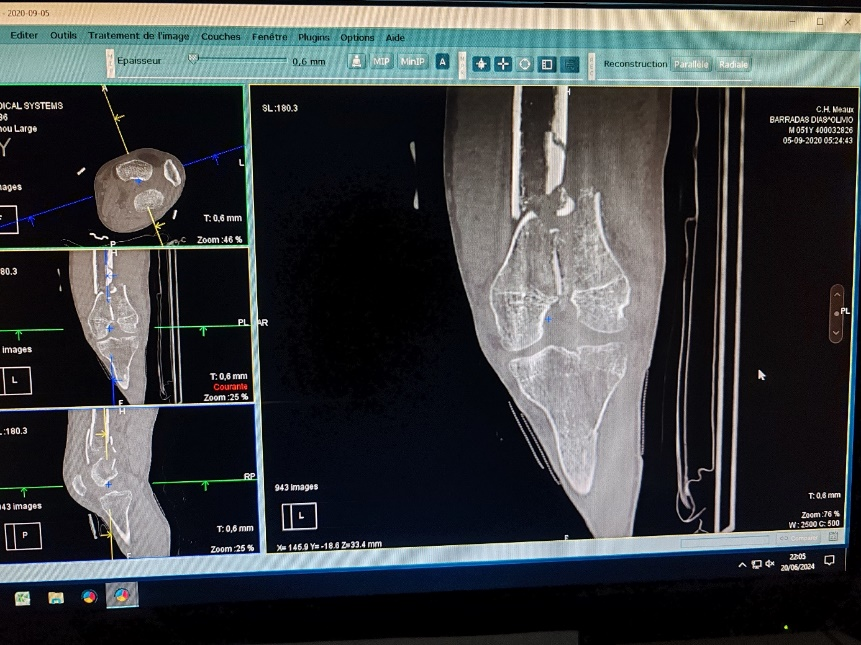 - 2020-09-05
Editer Outils Traitement de l'image Couches Fenêtre Plugins Options Aide
Epaisseur 0,6 mm MIP MinIP A Reconstruction Parallèle Radiale
DICAL SYSTEMS
36
nou Large
Y
ages
A
L
P
T: 0,6 mm
Zoom :46 %
80.3
H
PL
images
L
T: 0,6 mm
Courante
Zoom :25 %
F
.:180.3
H
RP
943 images
P
T: 0,6 mm
Zoom :25 %
F
SL:180.3
H
C.H. Meaux
BARRADAS DIAS^OLIVIO
M 051Y 400032826
05-09-2020 05:24:43
AR
PL
943 images
L
T: 0,6 mm
Zoom :76 %
W : 2500 C: 500
X= 145.9 Y= -18.6 Z=33.4 mm
F
22:05
20/06/2024